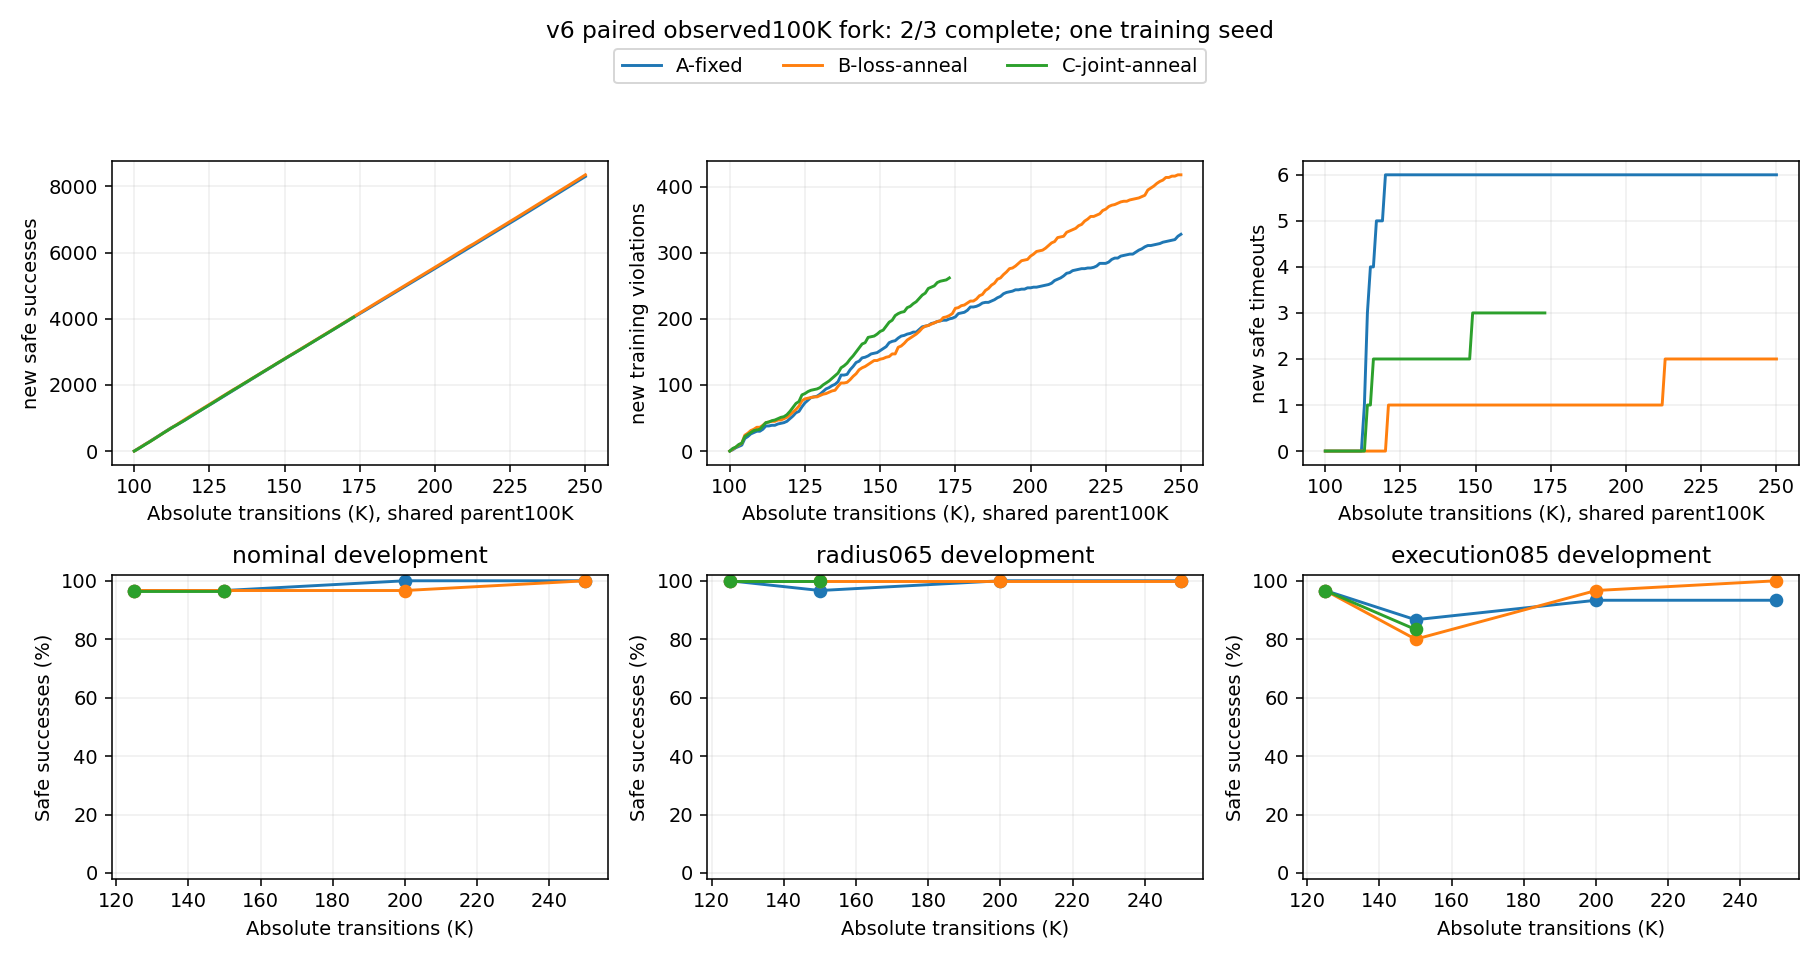 v6 paired observed100K fork: 2/3 complete; one training seed
A-fixed B-loss-anneal C-joint-anneal
new safe successes
8000
6000
4000
2000
0
100 125 150 175 200 225 250
Absolute transitions (K), shared parent100K
new training violations
400
300
200
100
0
100 125 150 175 200 225 250
Absolute transitions (K), shared parent100K
new safe timeouts
6
5
4
3
2
1
0
100 125 150 175 200 225 250
Absolute transitions (K), shared parent100K
nominal development
Safe successes (%)
100
80
60
40
20
0
120 140 160 180 200 220 240
Absolute transitions (K)
radius065 development
Safe successes (%)
100
80
60
40
20
0
120 140 160 180 200 220 240
Absolute transitions (K)
execution085 development
Safe successes (%)
100
80
60
40
20
0
120 140 160 180 200 220 240
Absolute transitions (K)